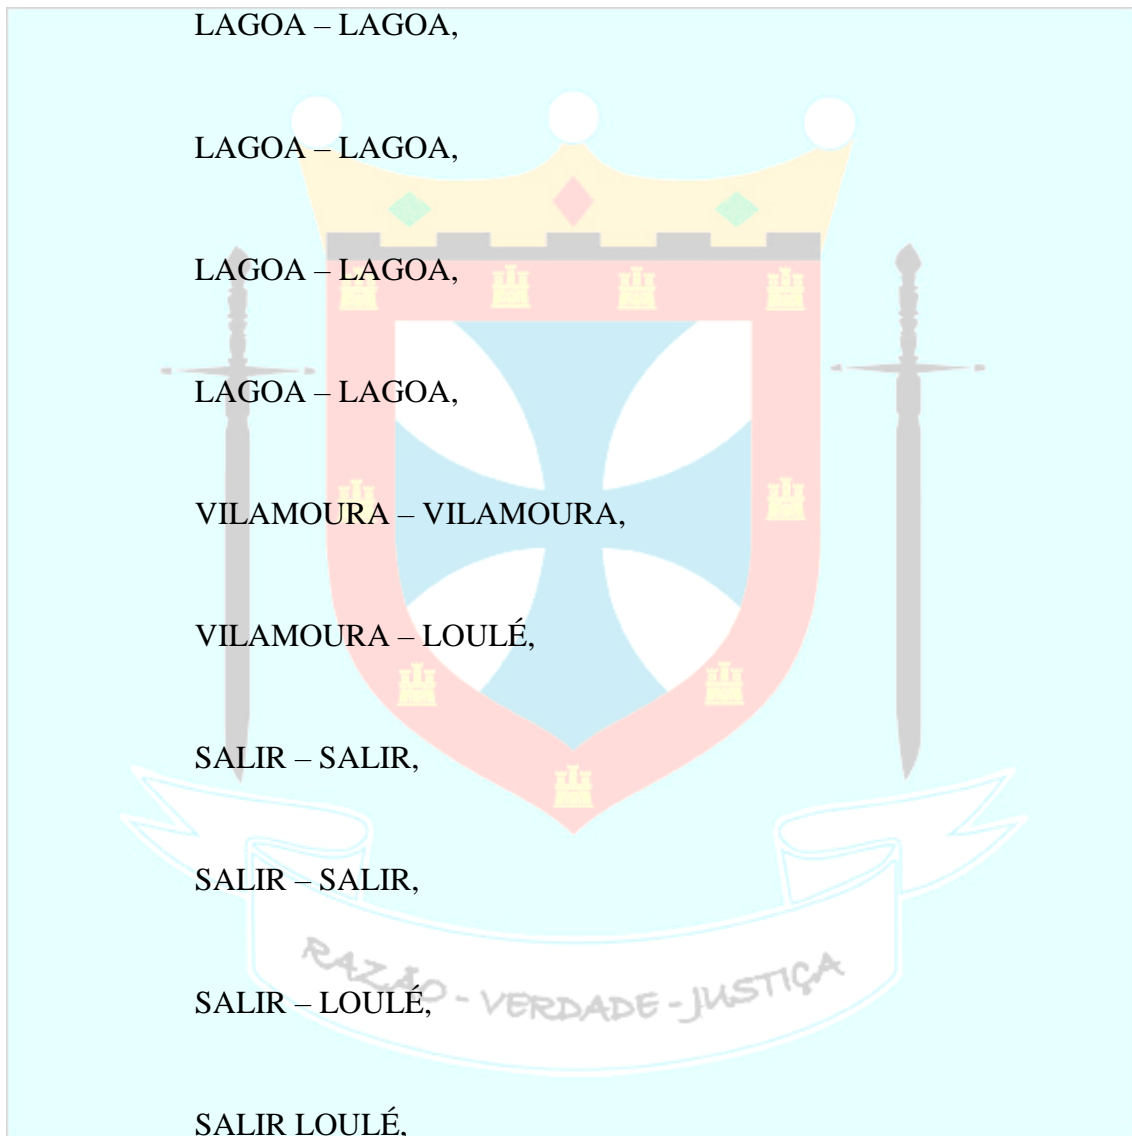 LAGOA – LAGOA,
LAGOA – LAGOA,
LAGOA – LAGOA,
LAGOA – LAGOA,
VILAMOURA – VILAMOURA,
VILAMOURA – LOULÉ,
SALIR – SALIR,
SALIR – SALIR,
RAZÃO - VERDADE - JUSTIÇA
SALIR – LOULÉ,
SALIR LOULÉ,